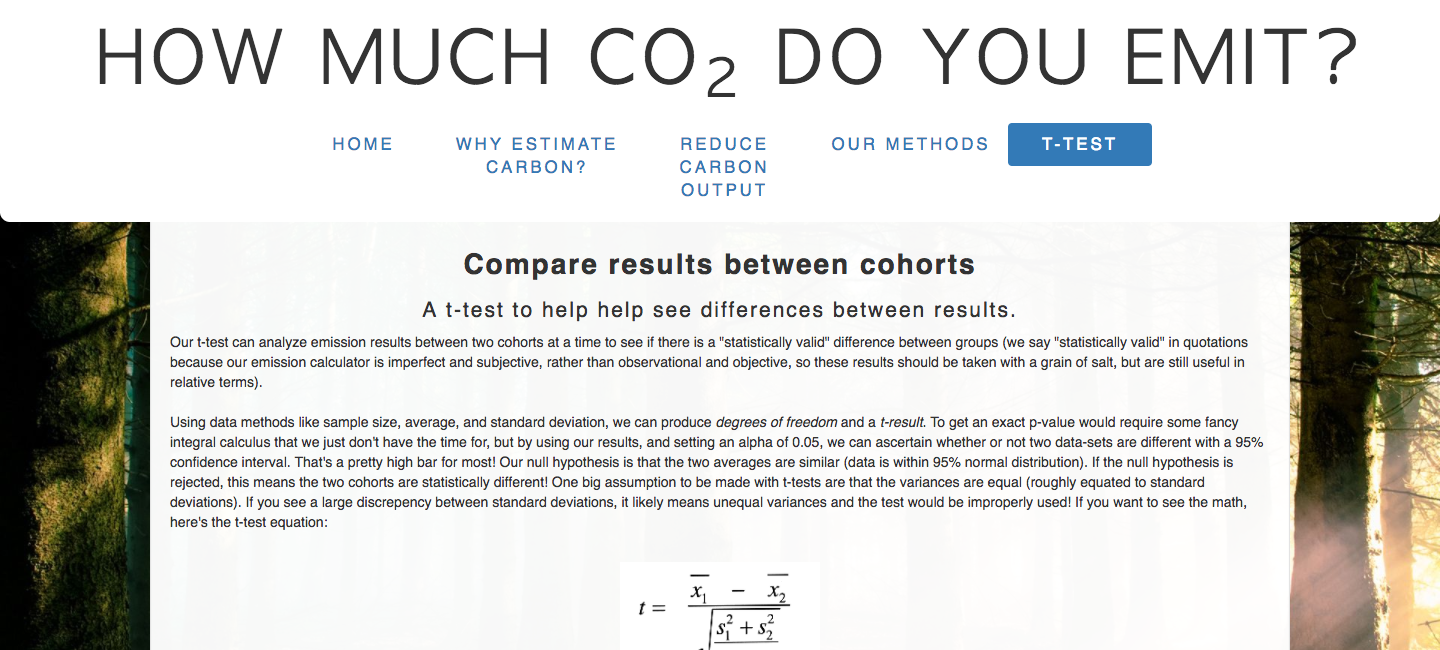 HOW MUCH CO₂ DO YOU EMIT?
HOME
WHY ESTIMATE
CARBON?
REDUCE
CARBON
OUTPUT
OUR METHODS
T-TEST
Compare results between cohorts
A t-test to help help see differences between results.
Our t-test can analyze emission results between two cohorts at a time to see if there is a "statistically valid" difference between groups (we say "statistically valid" in quotations
because our emission calculator is imperfect and subjective, rather than observational and objective, so these results should be taken with a grain of salt, but are still useful in
relative terms).
Using data methods like sample size, average, and standard deviation, we can produce degrees of freedom and a t-result. To get an exact p-value would require some fancy
integral calculus that we just don't have the time for, but by using our results, and setting an alpha of 0.05, we can ascertain whether or not two data-sets are different with a 95%
confidence interval. That's a pretty high bar for most! Our null hypothesis is that the two averages are similar (data is within 95% normal distribution). If the null hypothesis is
rejected, this means the two cohorts are statistically different! One big assumption to be made with t-tests are that the variances are equal (roughly equated to standard
deviations). If you see a large discrepency between standard deviations, it likely means unequal variances and the test would be improperly used! If you want to see the math,
here's the t-test equation:
x̅₁ − x̅₂
t =
√ s₁² + s₂²